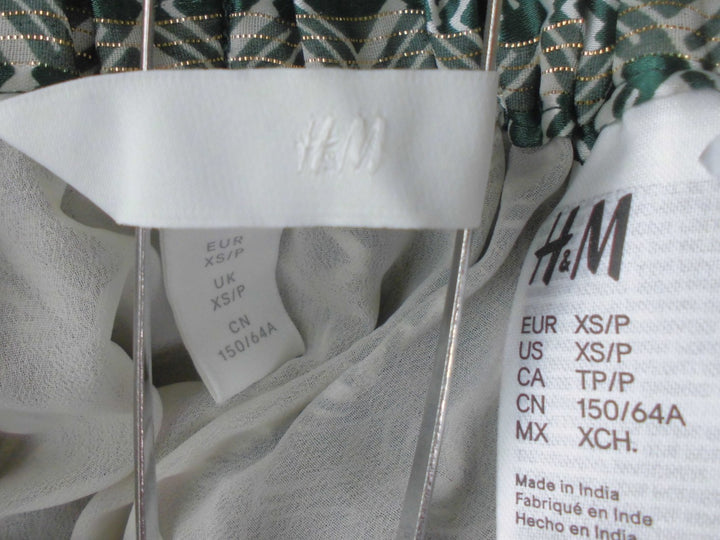 H&M
EUR
XS/P
UK
XS/P
CN
150/64A
H&M
EUR XS/P
US XS/P
CA TP/P
CN 150/64A
MX XCH.
Made in India
Fabriqué en Inde
Hecho en India